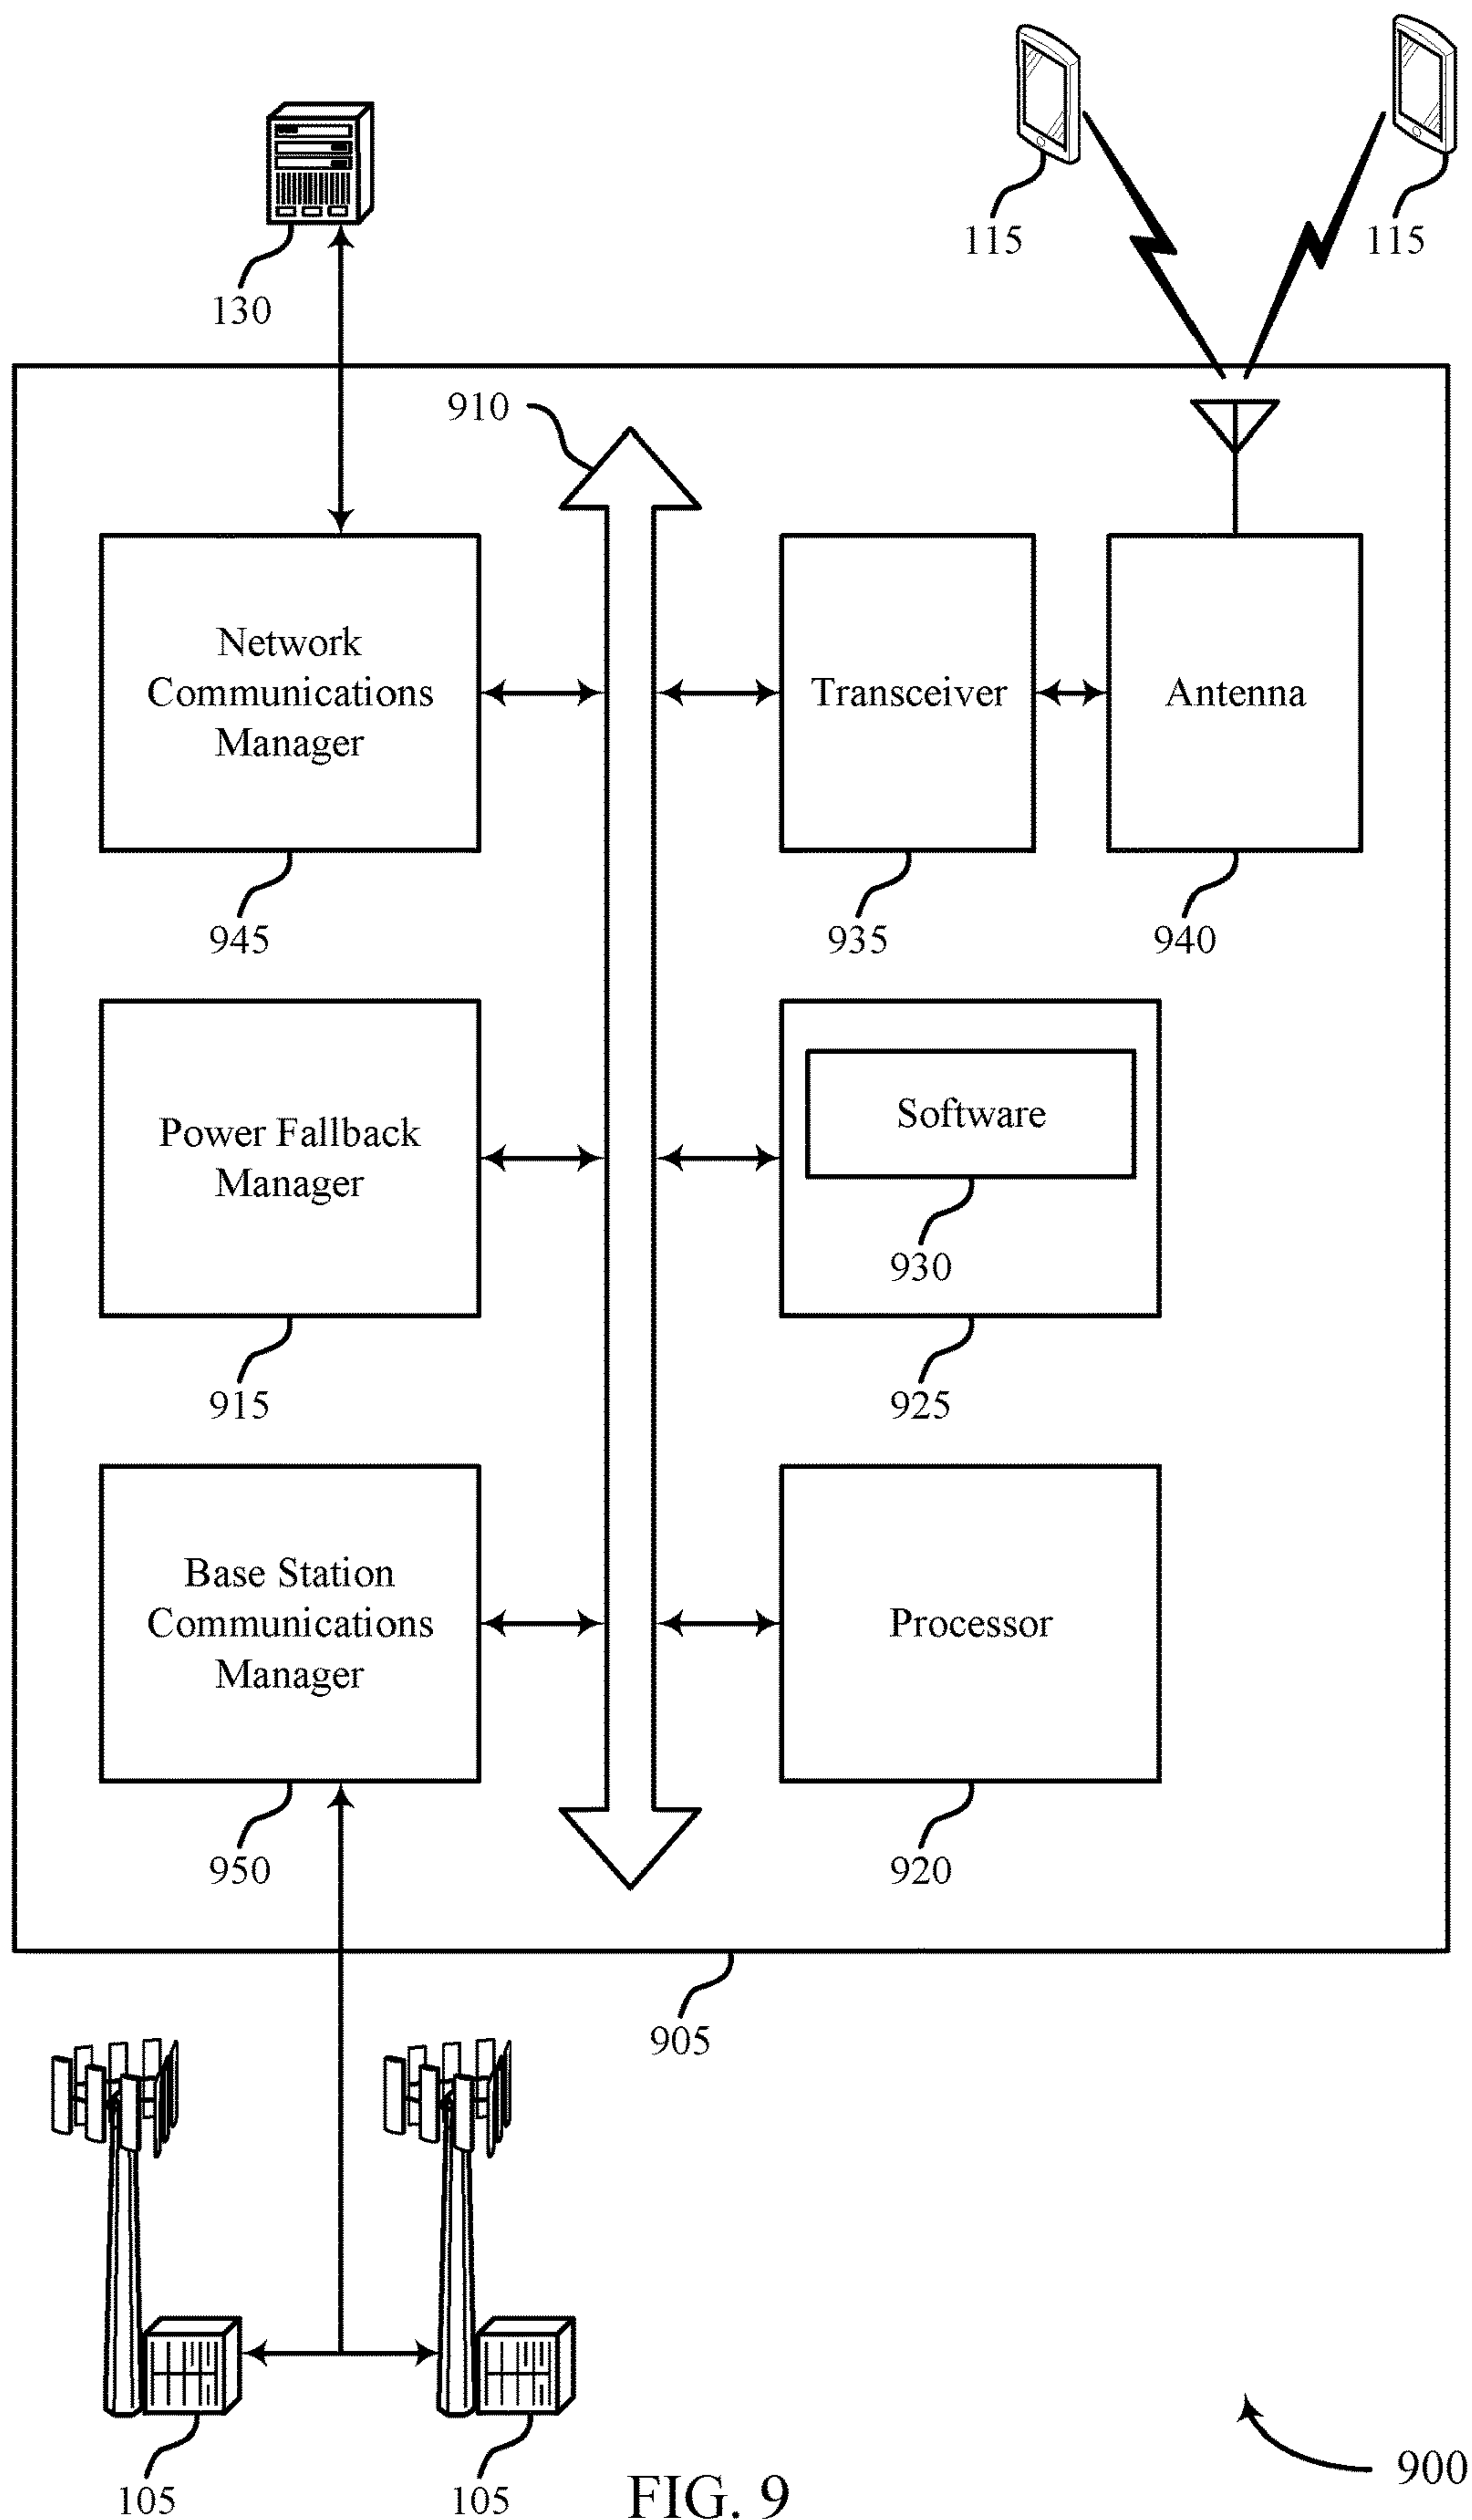 115
115
130
910
Network
Communications
Manager
Transceiver
Antenna
945
935
940
Power Fallback
Manager
Software
930
915
925
Base Station
Communications
Manager
Processor
950
920
905
105
105
FIG. 9
900